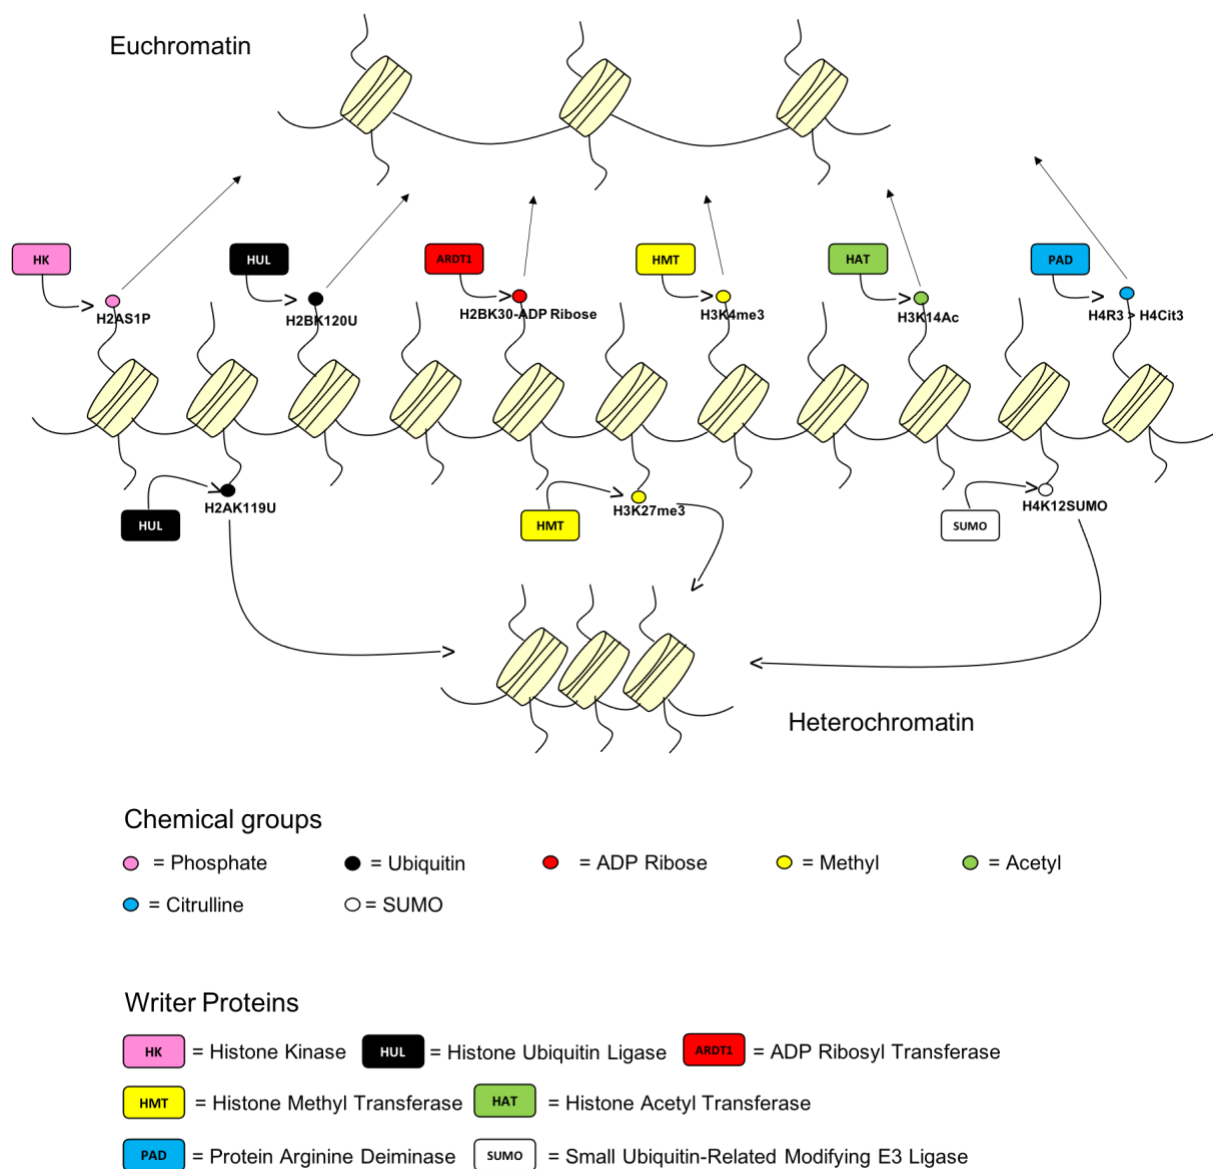 Euchromatin
HK
HUL
ARDT1
HMT
HAT
PAD
H2AS1P
H2BK120U
H2BK30-ADP Ribose
H3K4me3
H3K14Ac
H4R3 > H4Cit3
H2AK119U
H3K27me3
H4K12SUMO
HUL
HMT
SUMO
Heterochromatin
Chemical groups
= Phosphate
= Ubiquitin
= ADP Ribose
= Methyl
= Acetyl
= Citrulline
= SUMO
Writer Proteins
HK = Histone Kinase
HUL = Histone Ubiquitin Ligase
ARDT1 = ADP Ribosyl Transferase
HMT = Histone Methyl Transferase
HAT = Histone Acetyl Transferase
PAD = Protein Arginine Deiminase
SUMO = Small Ubiquitin-Related Modifying E3 Ligase